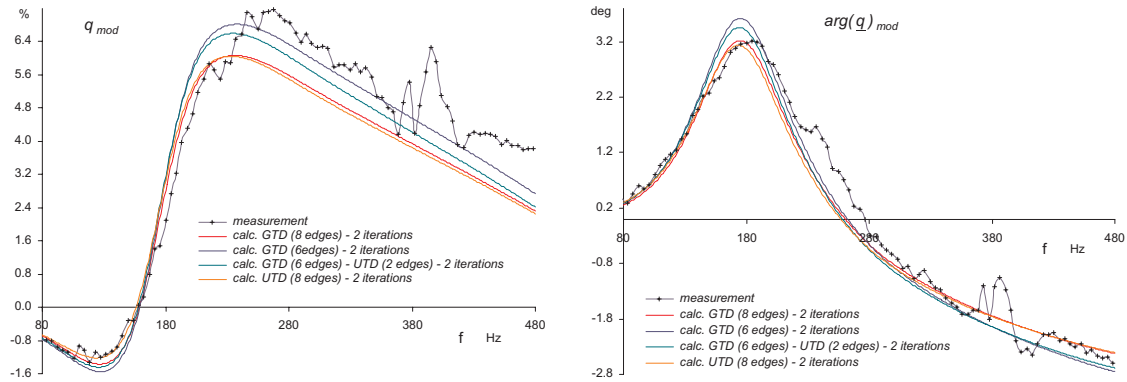 %
q mod
6.4
5.6
4.8
4.0
3.2
2.4
1.6
0.8
0.0
-0.8
-1.6
80
180
280
380
480
f Hz
measurement
calc. GTD (8 edges) - 2 iterations
calc. GTD (6edges) - 2 iterations
calc. GTD (6 edges) - UTD (2 edges) - 2 iterations
calc. UTD (8 edges) - 2 iterations
deg
arg(q) mod
3.2
2.2
1.2
0.2
-0.8
-1.8
-2.8
80
180
280
380
480
f Hz
measurement
calc. GTD (8 edges) - 2 iterations
calc. GTD (6 edges) - 2 iterations
calc. GTD (6 edges) - UTD (2 edges) - 2 iterations
calc. UTD (8 edges) - 2 iterations